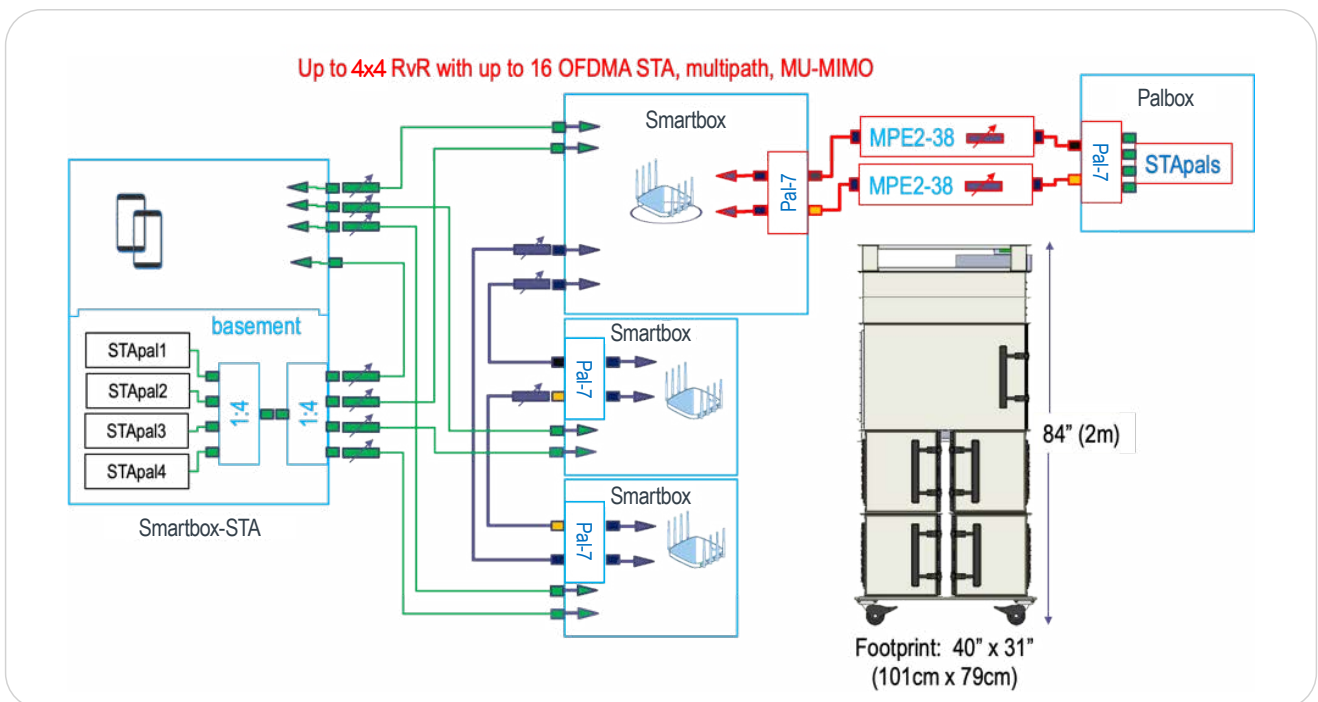 Up to 4x4 RvR with up to 16 OFDMA STA, multipath, MU-MIMO
Smartbox
Pal-7
MPE2-38
MPE2-38
Palbox
Pal-7
STApals
basement
STApal1
STApal2
STApal3
STApal4
1:4
1:4
Smartbox-STA
Smartbox
Pal-7
Smartbox
Pal-7
84” (2m)
Footprint: 40” x 31”
(101cm x 79cm)